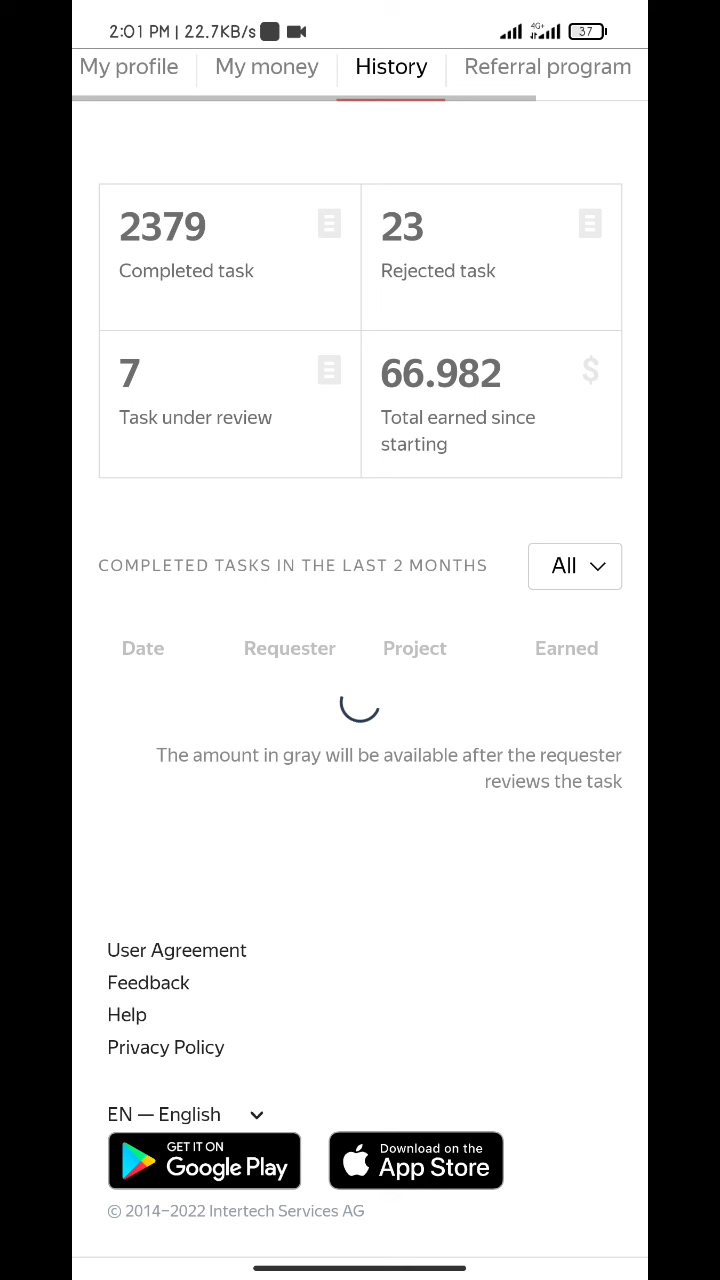 2:01 PM | 22.7KB/s 4G+ 37
My profile My money History Referral program
2379 23
Completed task Rejected task
7 66.982 $
Task under review Total earned since
starting
COMPLETED TASKS IN THE LAST 2 MONTHS All
Date Requester Project Earned
The amount in gray will be available after the requester
reviews the task
User Agreement
Feedback
Help
Privacy Policy
EN — English
GET IT ON Download on the
Google Play App Store
© 2014–2022 Intertech Services AG